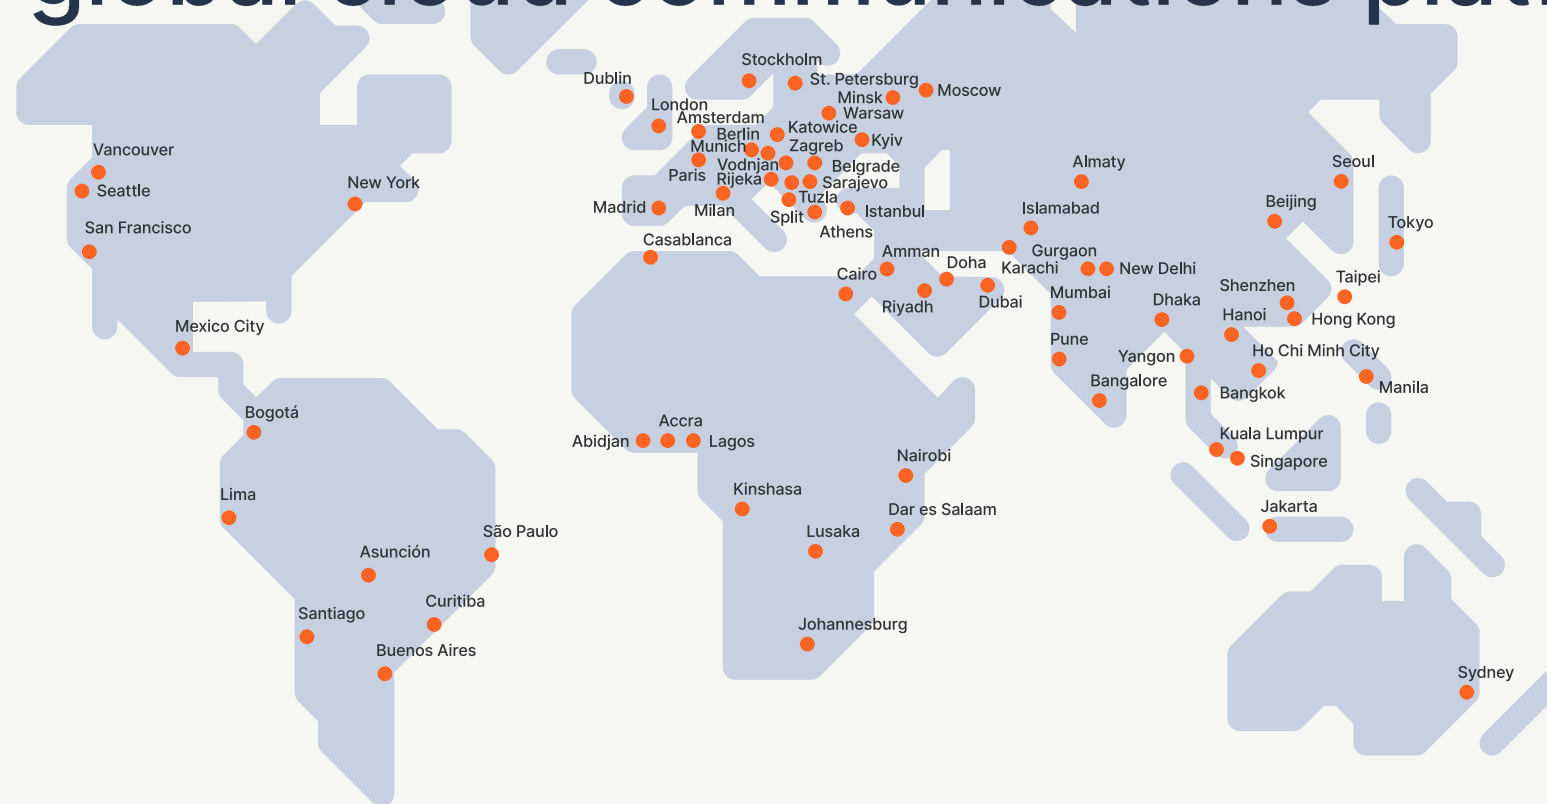 global cloud communications
Stockholm
Dublin
St. Petersburg
Moscow
Minsk
London
Warsaw
Amsterdam
Katowice
Berlin
Kyiv
Munich
Zagreb
Vancouver
Paris
Vodnjan
Belgrade
Almaty
Seoul
Seattle
New York
Rijeka
Sarajevo
Tuzla
Madrid
Milan
Split
Istanbul
Islamabad
Beijing
San Francisco
Athens
Tokyo
Casablanca
Amman
Gurgaon
Doha
Karachi
New Delhi
Cairo
Taipei
Shenzhen
Mumbai
Dubai
Dhaka
Riyadh
Hanoi
Hong Kong
Mexico City
Pune
Yangon
Ho Chi Minh City
Bangalore
Manila
Bangkok
Bogotá
Accra
Abidjan
Lagos
Kuala Lumpur
Nairobi
Singapore
Kinshasa
Lima
Jakarta
Dar es Salaam
São Paulo
Lusaka
Asunción
Curitiba
Santiago
Johannesburg
Buenos Aires
Sydney